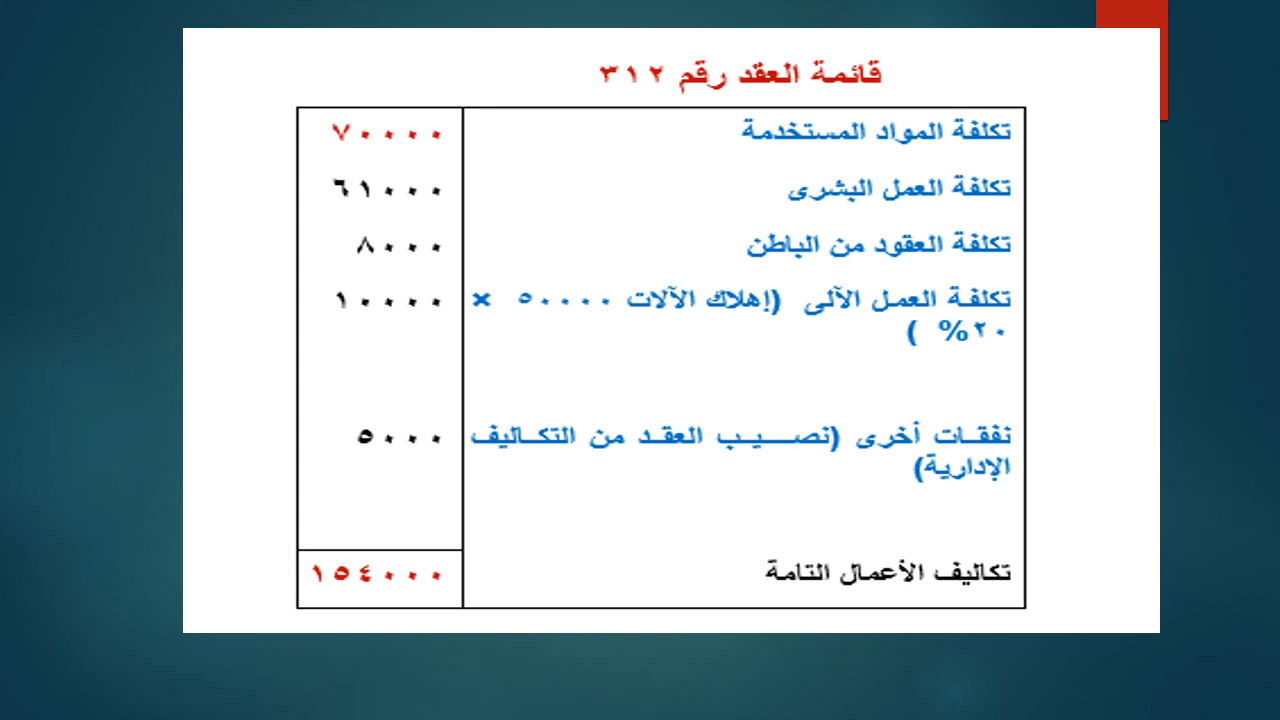 قائمة العقد رقم ٣١٢
تكلفة المواد المستخدمة ٧٠٠٠٠
تكلفة العمل البشرى ٦١٠٠٠
تكلفة العقود من الباطن ٨٠٠٠
تكلفة العمل الآلى (إهلاك الآلات ٥٠٠٠٠ × ١٠٠٠٠
٢٠% )
نفقات أخرى (نصيب العقد من التكاليف ٥٠٠٠
الإدارية)
تكاليف الأعمال التامة ١٥٤٠٠٠